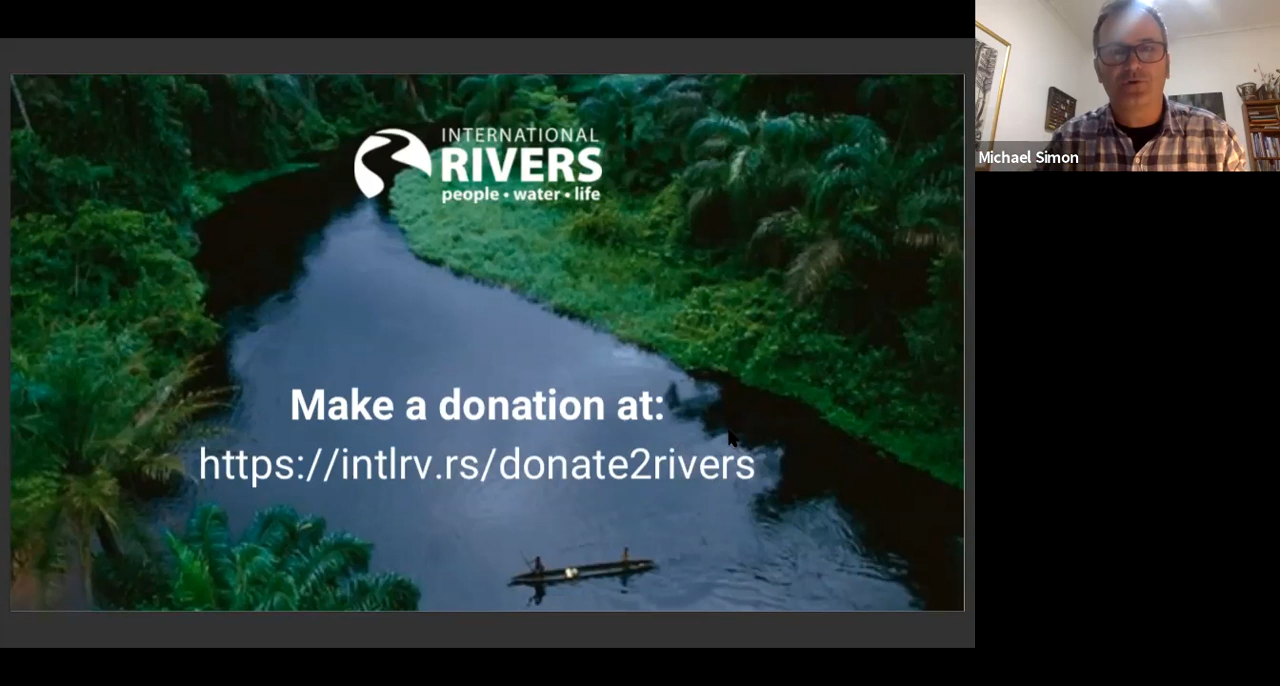 INTERNATIONAL
RIVERS
people • water • life
Make a donation at:
https://intlrv.rs/donate2rivers
Michael Simon